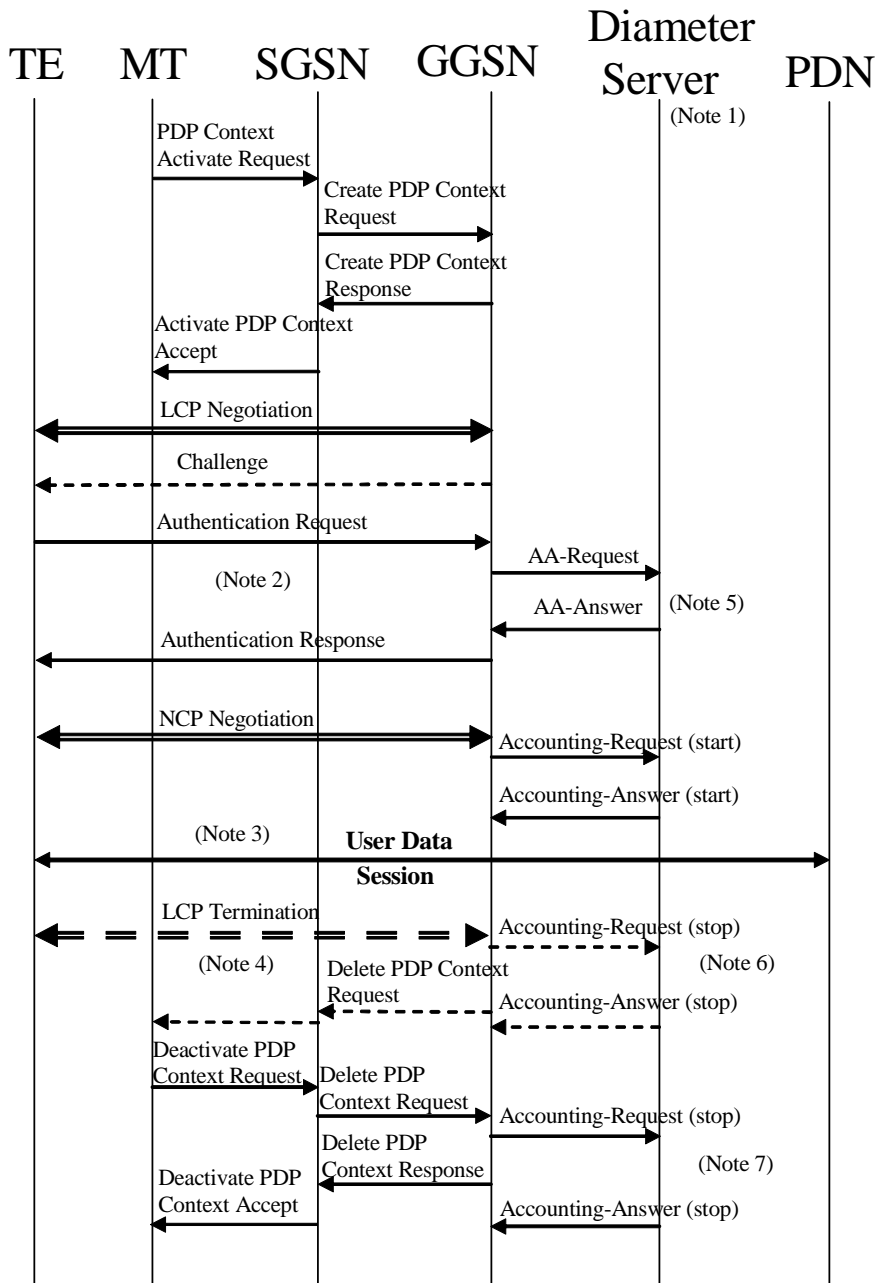 TE
MT
SGSN
GGSN
Diameter
Server
PDN
(Note 1)
PDP Context
Activate Request
Create PDP Context
Request
Create PDP Context
Response
Activate PDP Context
Accept
LCP Negotiation
Challenge
Authentication Request
AA-Request
(Note 2)
(Note 5)
AA-Answer
Authentication Response
NCP Negotiation
Accounting-Request (start)
Accounting-Answer (start)
(Note 3)
User Data
Session
LCP Termination
Accounting-Request (stop)
(Note 4)
(Note 6)
Delete PDP Context
Request
Accounting-Answer (stop)
Deactivate PDP
Context Request
Delete PDP
Context Request
Accounting-Request (stop)
Delete PDP
Context Response
(Note 7)
Deactivate PDP
Context Accept
Accounting-Answer (stop)